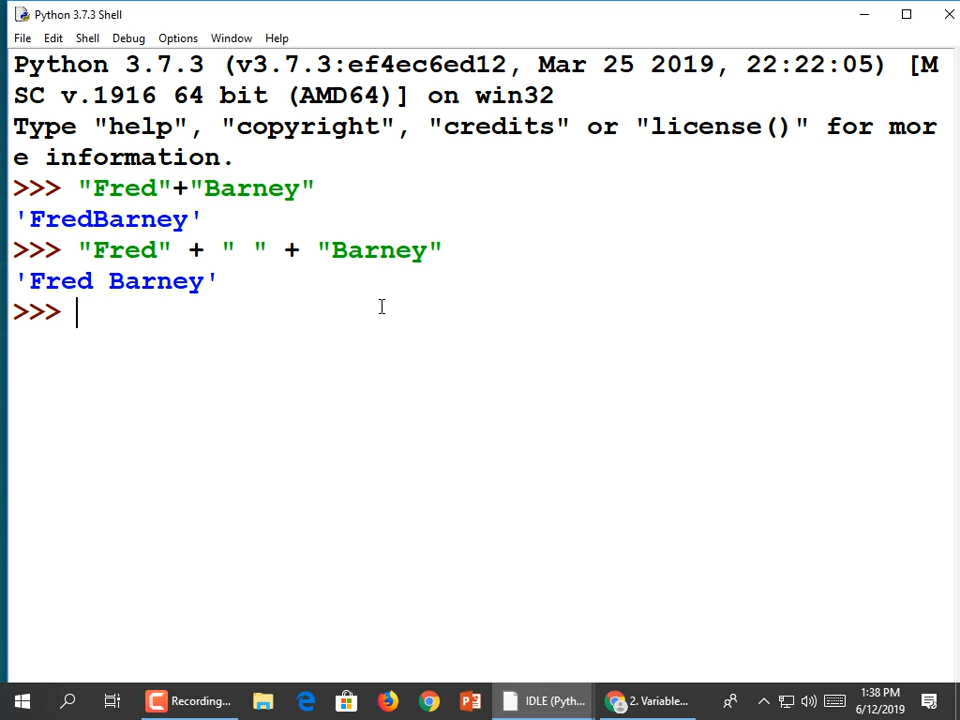 Python 3.7.3 Shell
File Edit Shell Debug Options Window Help
Python 3.7.3 (v3.7.3:ef4ec6ed12, Mar 25 2019, 22:22:05) [M
SC v.1916 64 bit (AMD64)] on win32
Type "help", "copyright", "credits" or "license()" for mor
e information.
>>> "Fred"+"Barney"
'FredBarney'
>>> "Fred" + " " + "Barney"
'Fred Barney'
>>>
Recording... IDLE (Pyth... 2. Variable... 1:38 PM
6/12/2019